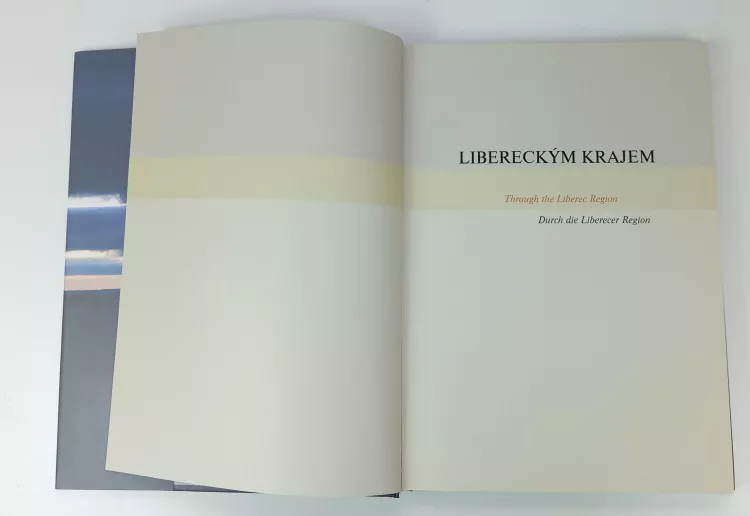 LIBERECKÝM KRAJEM
Through the Liberec Region
Durch die Liberecer Region